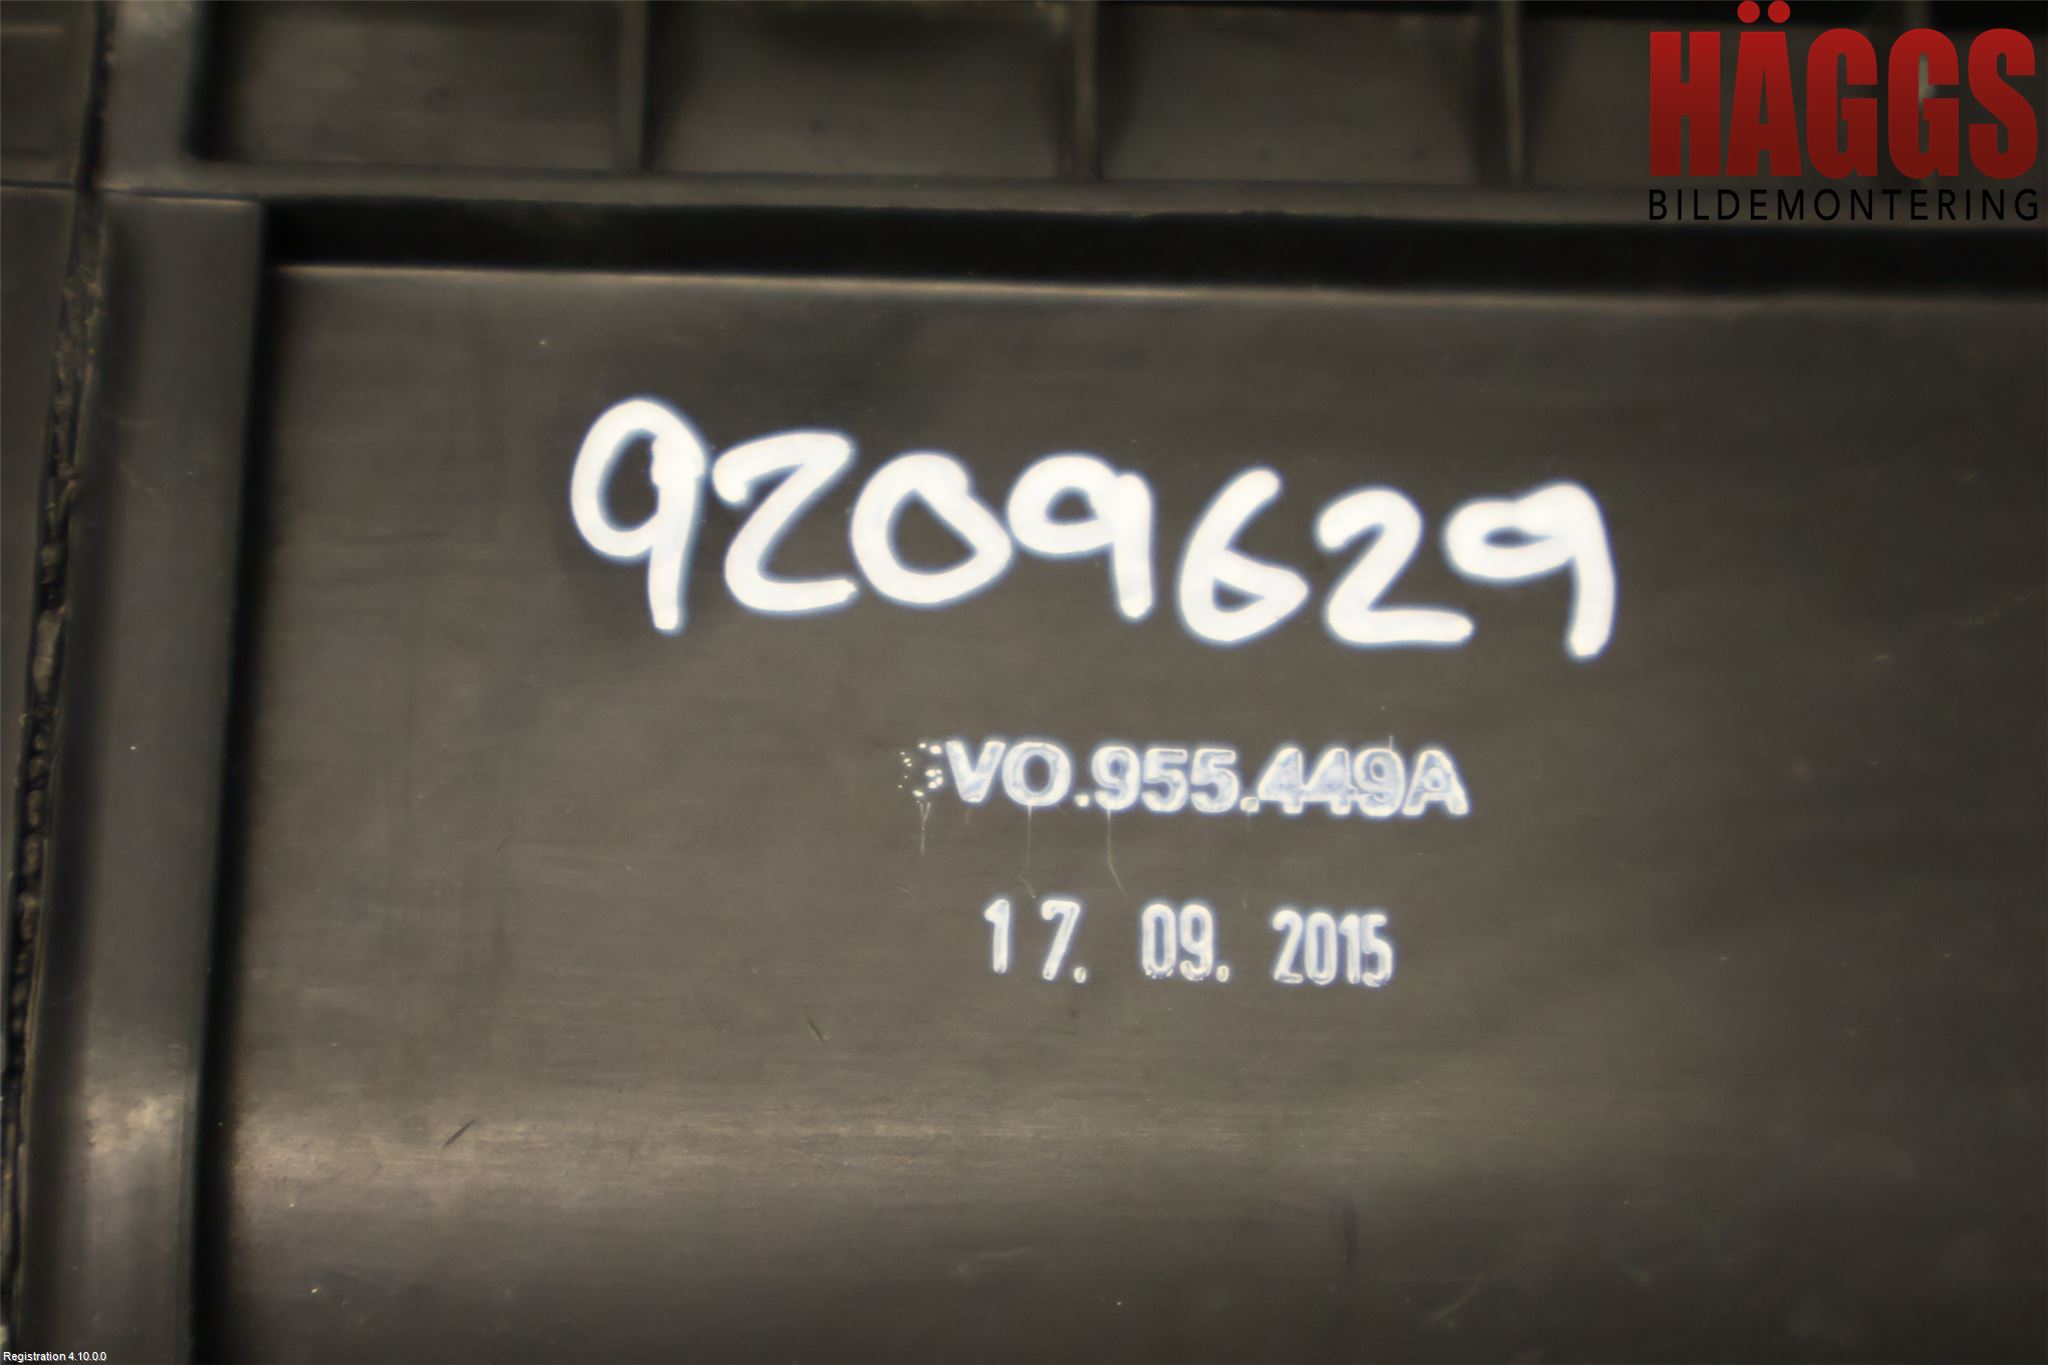 HÄGGS
BILDEMONTERING
9209629
VO.955.449A
17. 09. 2015
Registration 4.10.0.0